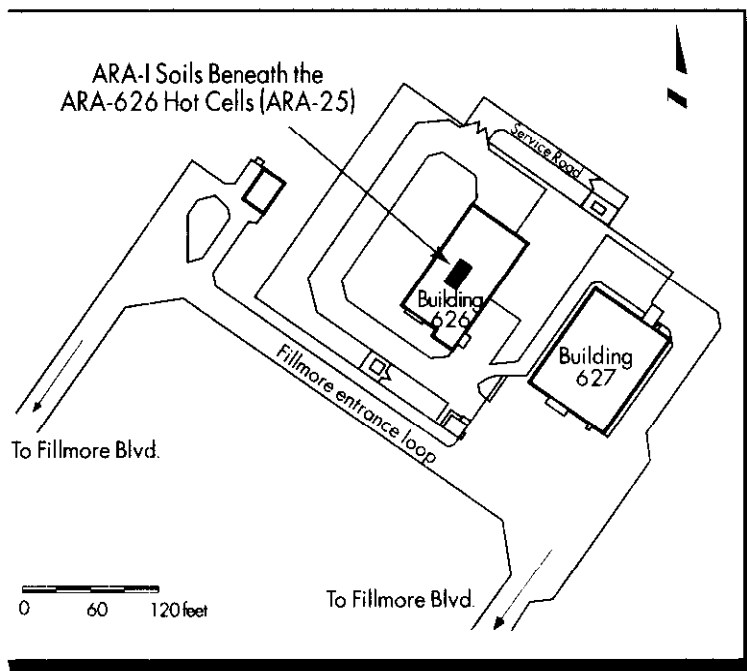 ARA-I Soils Beneath the
ARA-626 Hot Cells (ARA-25)
Service Road
Building
626
Building
627
Fillmore entrance loop
To Fillmore Blvd.
0 60 120 feet
To Fillmore Blvd.